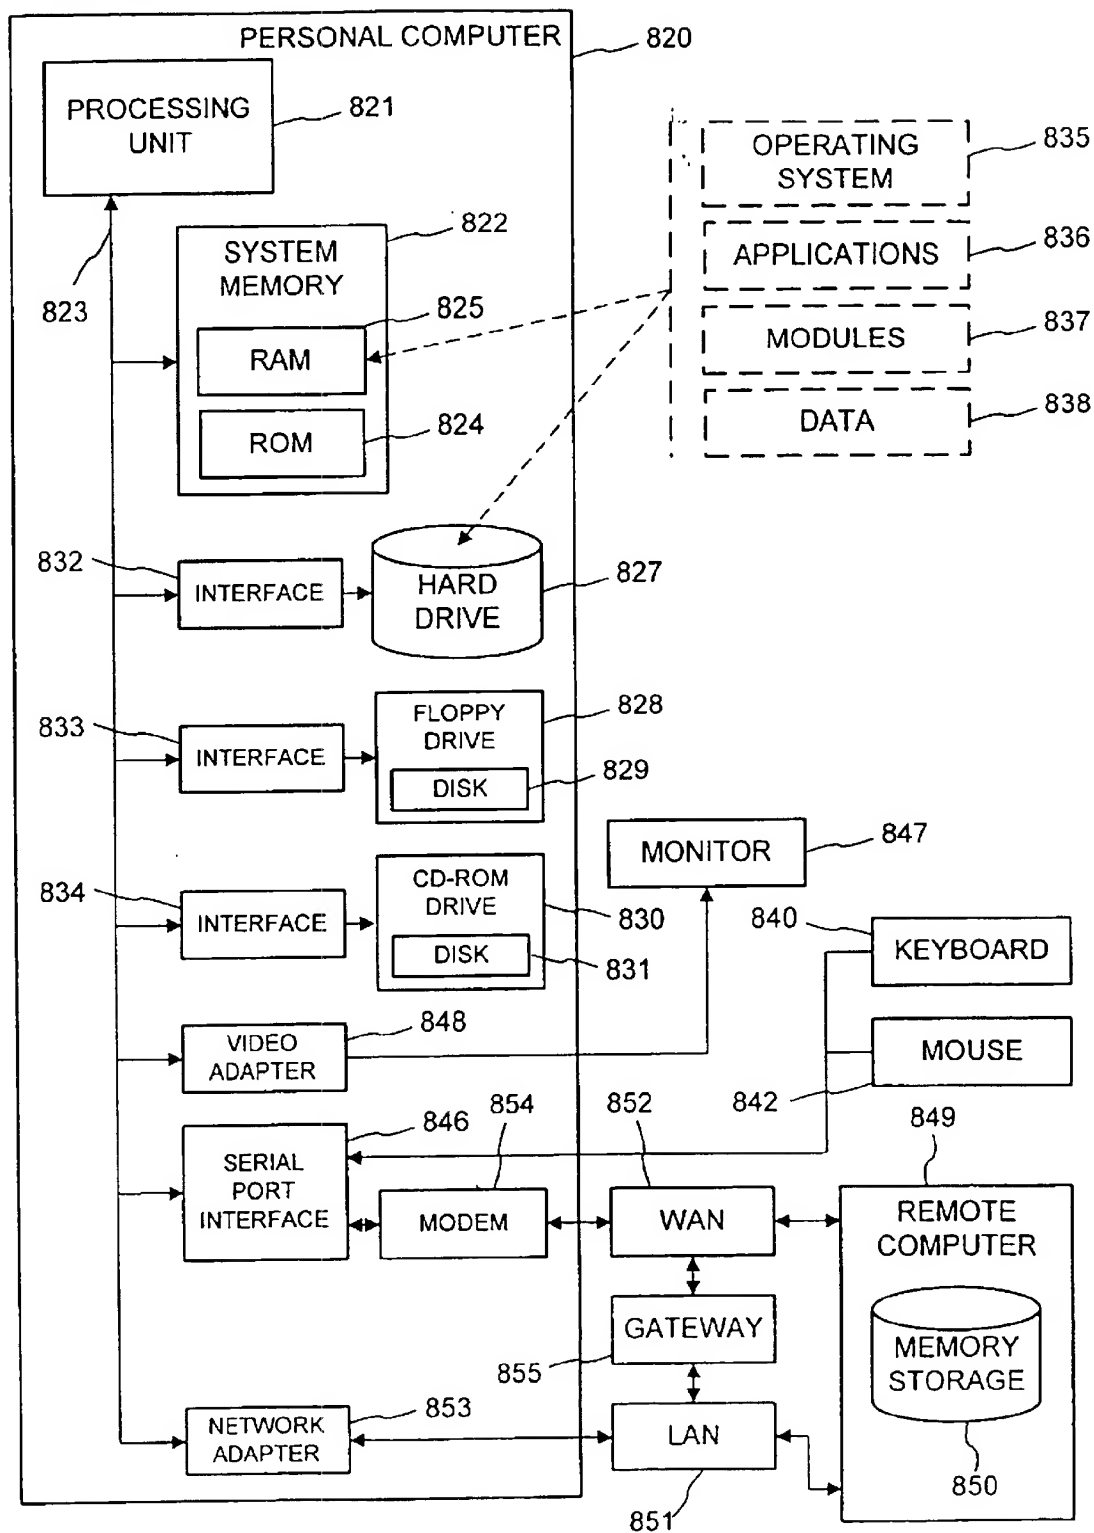 PERSONAL COMPUTER
820
PROCESSING
UNIT
821
823
SYSTEM
MEMORY
822
825
RAM
824
ROM
OPERATING
SYSTEM
835
APPLICATIONS
836
MODULES
837
DATA
838
832
INTERFACE
HARD
DRIVE
827
833
INTERFACE
FLOPPY
DRIVE
828
DISK
829
834
INTERFACE
CD-ROM
DRIVE
830
DISK
831
MONITOR
847
840
KEYBOARD
MOUSE
842
VIDEO
ADAPTER
848
SERIAL
PORT
INTERFACE
846
854
MODEM
852
WAN
849
REMOTE
COMPUTER
MEMORY
STORAGE
850
GATEWAY
855
NETWORK
ADAPTER
853
LAN
851